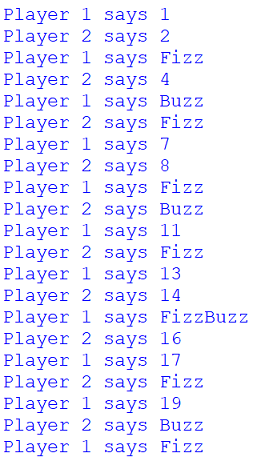 Player 1 says 1
Player 2 says 2
Player 1 says Fizz
Player 2 says 4
Player 1 says Buzz
Player 2 says Fizz
Player 1 says 7
Player 2 says 8
Player 1 says Fizz
Player 2 says Buzz
Player 1 says 11
Player 2 says Fizz
Player 1 says 13
Player 2 says 14
Player 1 says FizzBuzz
Player 2 says 16
Player 1 says 17
Player 2 says Fizz
Player 1 says 19
Player 2 says Buzz
Player 1 says Fizz